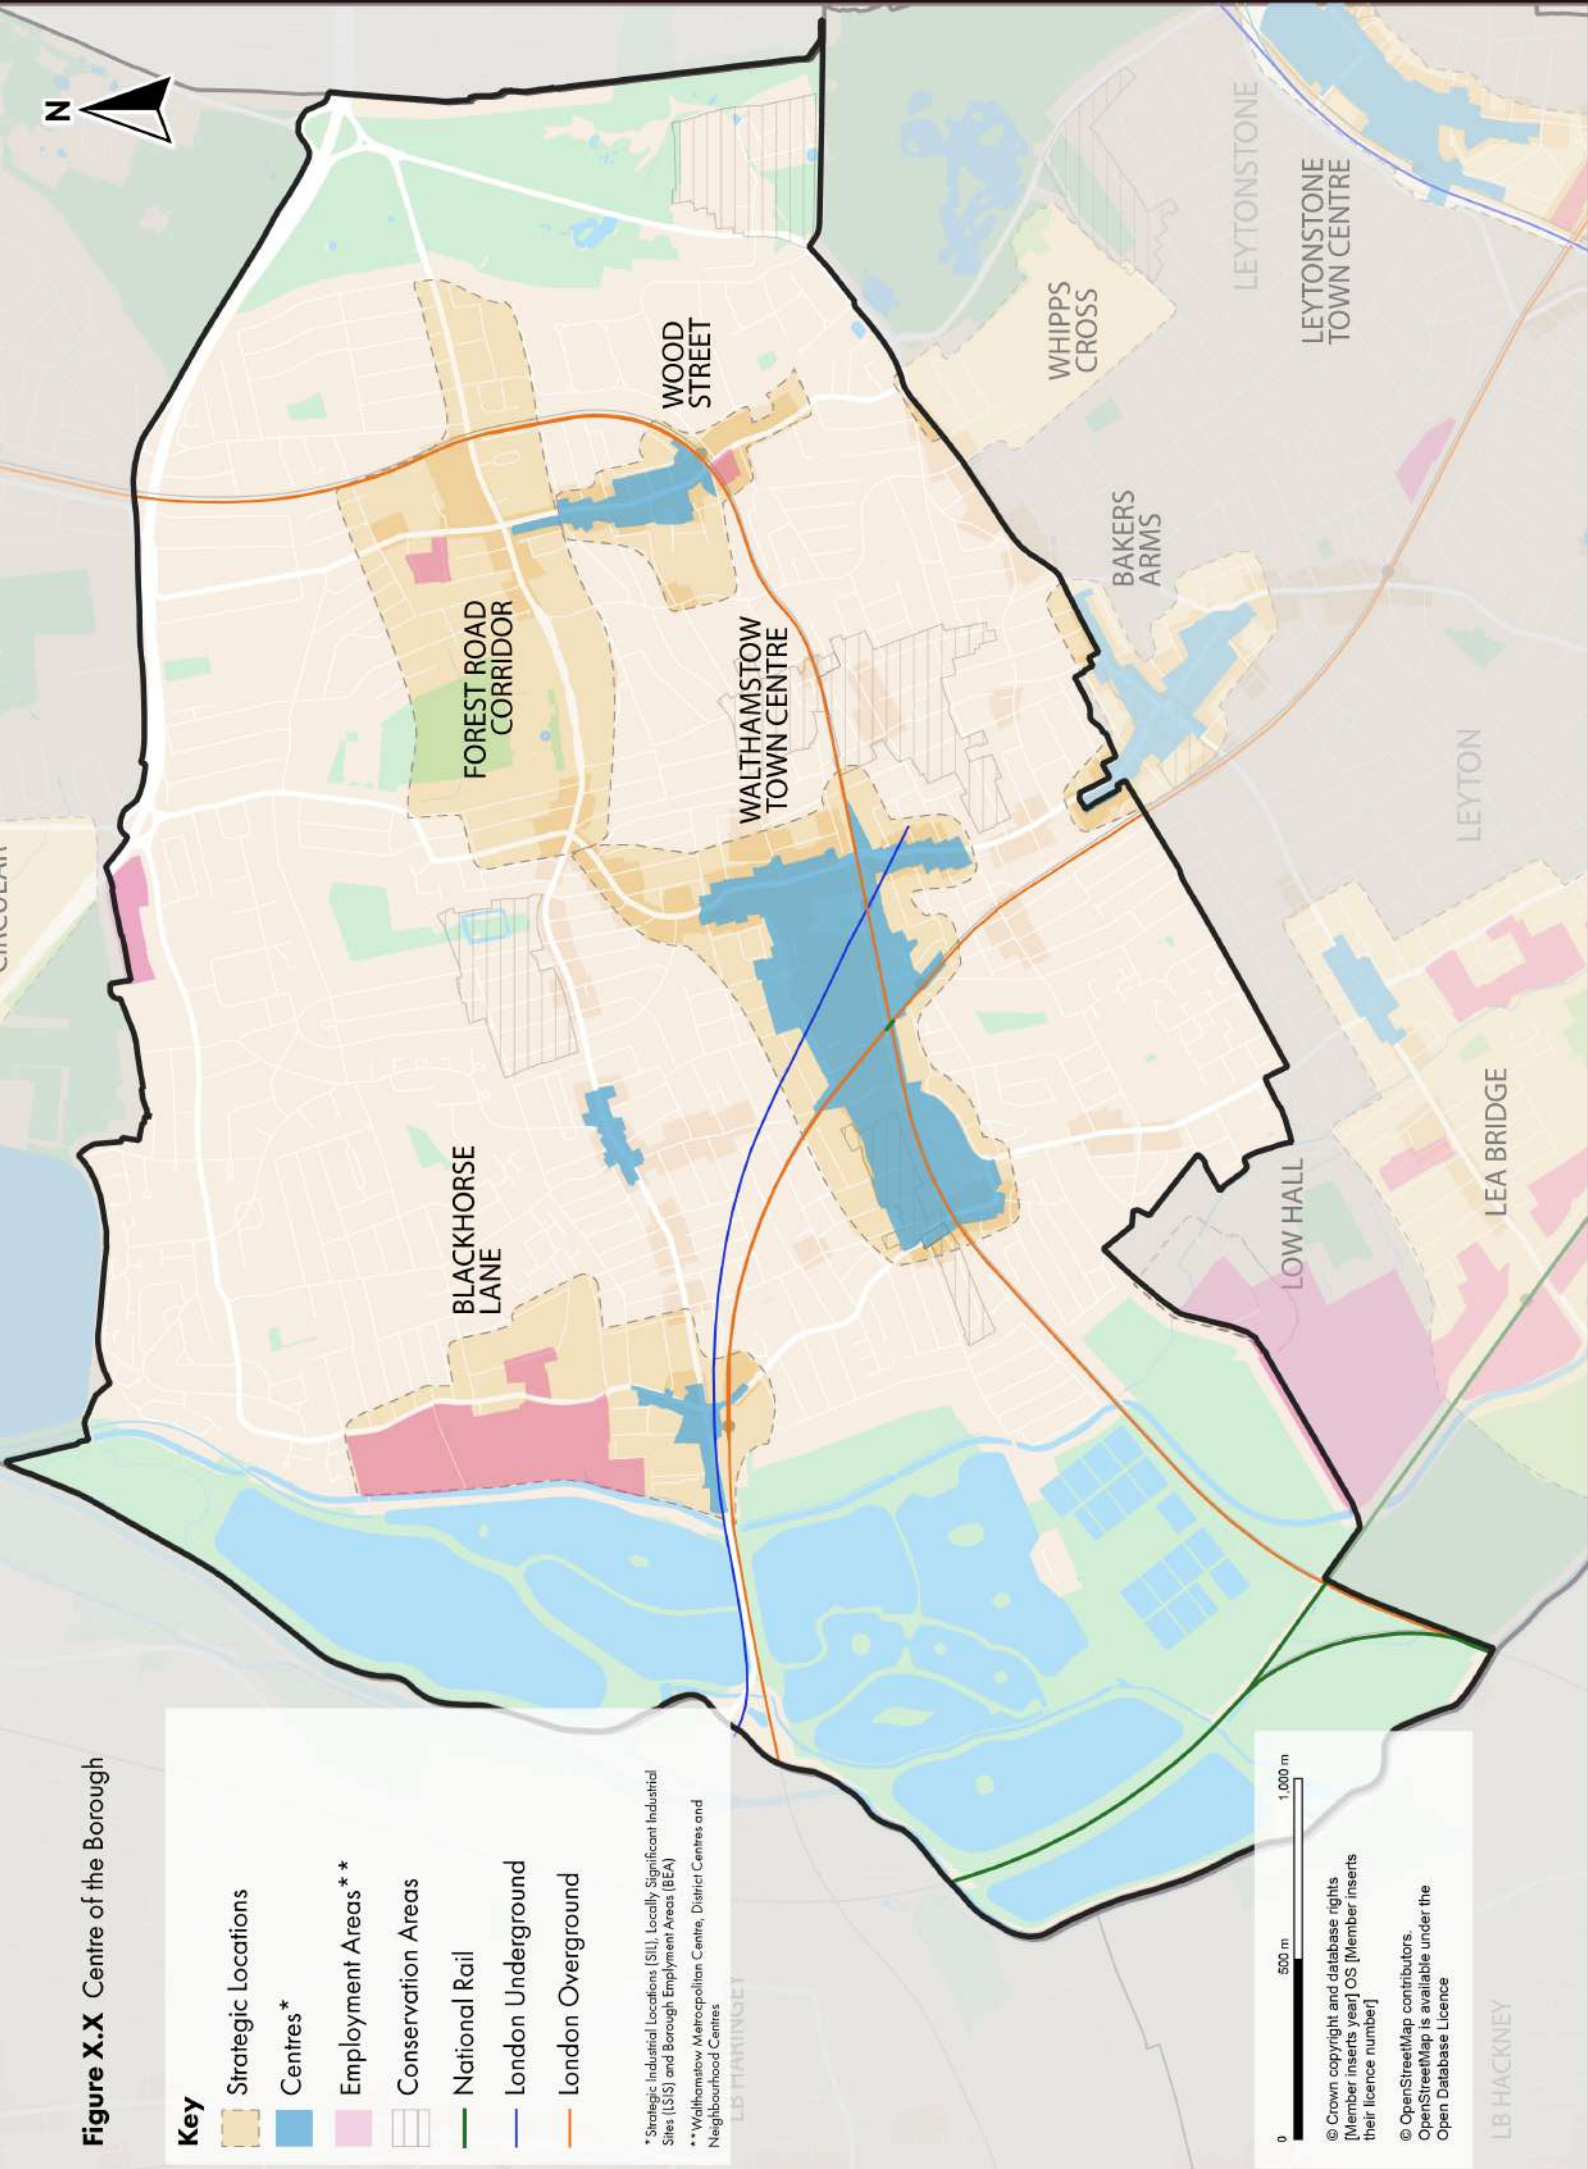 Figure X.X Centre of the Borough
Key
Strategic Locations
Centres*
Employment Areas**
Conservation Areas
National Rail
London Underground
London Overground
*Strategic Industrial Locations (SIL), Locally Significant Industrial
Sites (LSIS) and Borough Emplyment Areas (BEA)
**Walthamstow Metrocpolitan Centre, District Centres and
Neighbourhood Centres
LB HARINGEY
0
500 m
1,000 m
© Crown copyright and database rights
[Member inserts year] OS [Member inserts
their licence number]
© OpenStreetMap contributors.
OpenStreetMap is available under the
Open Database Licence
LB HACKNEY
N
BLACKHORSE
LANE
FOREST ROAD
CORRIDOR
WOOD
STREET
WALTHAMSTOW
TOWN CENTRE
WHIPPS
CROSS
BAKERS
ARMS
LEYTONSTONE
LEYTONSTONE
TOWN CENTRE
LEYTON
LOW HALL
LEA BRIDGE